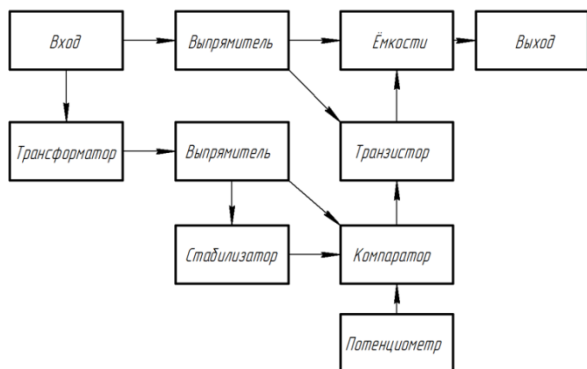 Вход
Выпрямитель
Ёмкости
Выход
Трансформатор
Выпрямитель
Транзистор
Стабилизатор
Компаратор
Потенциометр